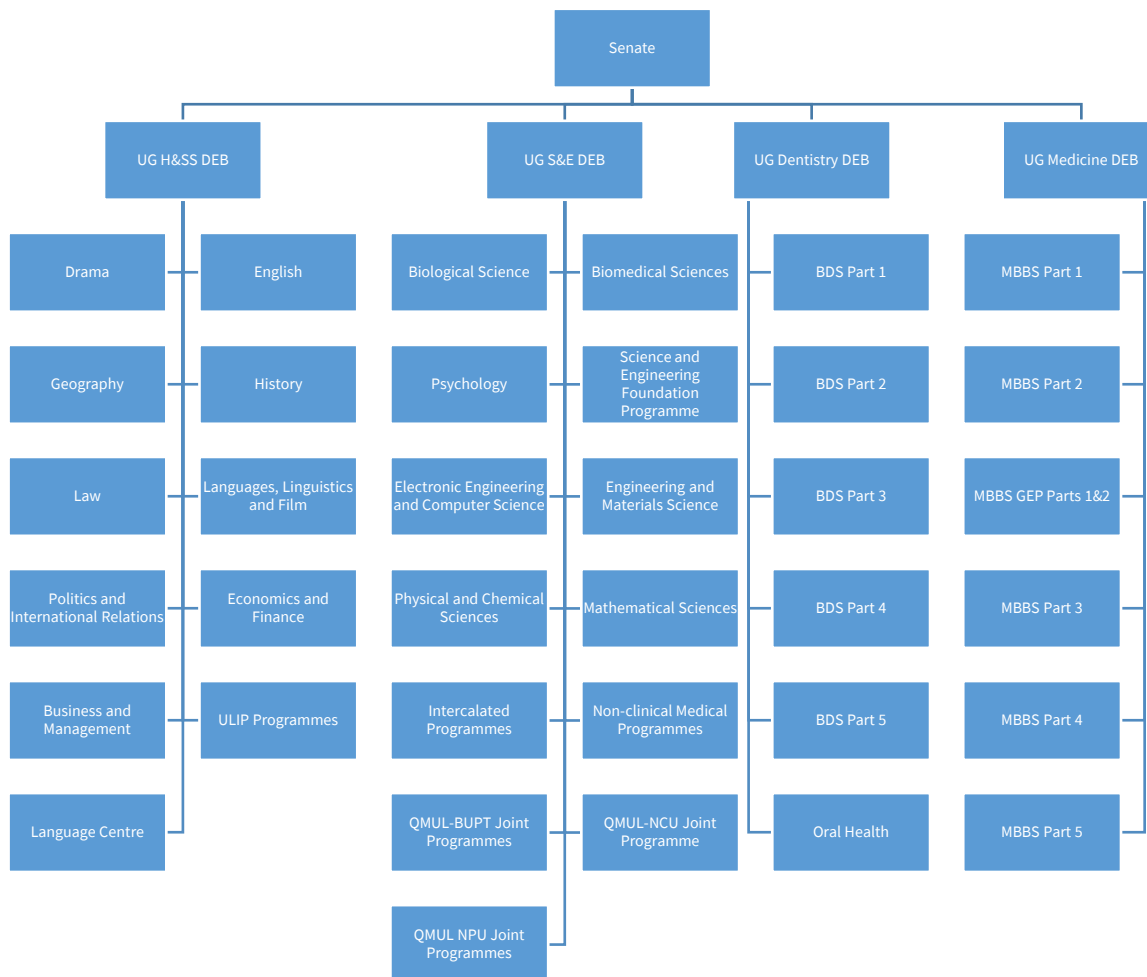 Senate
UG H&SS DEB
UG S&E DEB
UG Dentistry DEB
UG Medicine DEB
Drama
English
Biological Science
Biomedical Sciences
BDS Part 1
MBBS Part 1
Geography
History
Psychology
Science and
Engineering
Foundation
Programme
BDS Part 2
MBBS Part 2
Law
Languages, Linguistics
and Film
Electronic Engineering
and Computer Science
Engineering and
Materials Science
BDS Part 3
MBBS GEP Parts 1&2
Politics and
International Relations
Economics and
Finance
Physical and Chemical
Sciences
Mathematical Sciences
BDS Part 4
MBBS Part 3
Business and
Management
ULIP Programmes
Intercalated
Programmes
Non-clinical Medical
Programmes
BDS Part 5
MBBS Part 4
Language Centre
QMUL-BUPT Joint
Programmes
QMUL-NCU Joint
Programme
Oral Health
MBBS Part 5
QMUL NPU Joint
Programmes